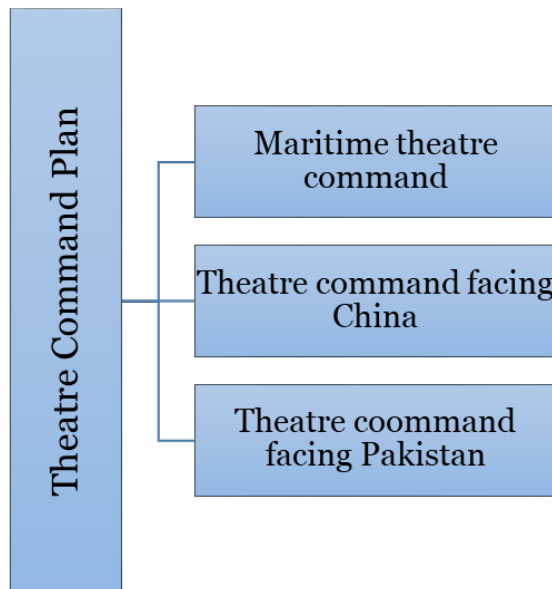 Theatre Command Plan
Maritime theatre
command
Theatre command facing
China
Theatre coommand
facing Pakistan